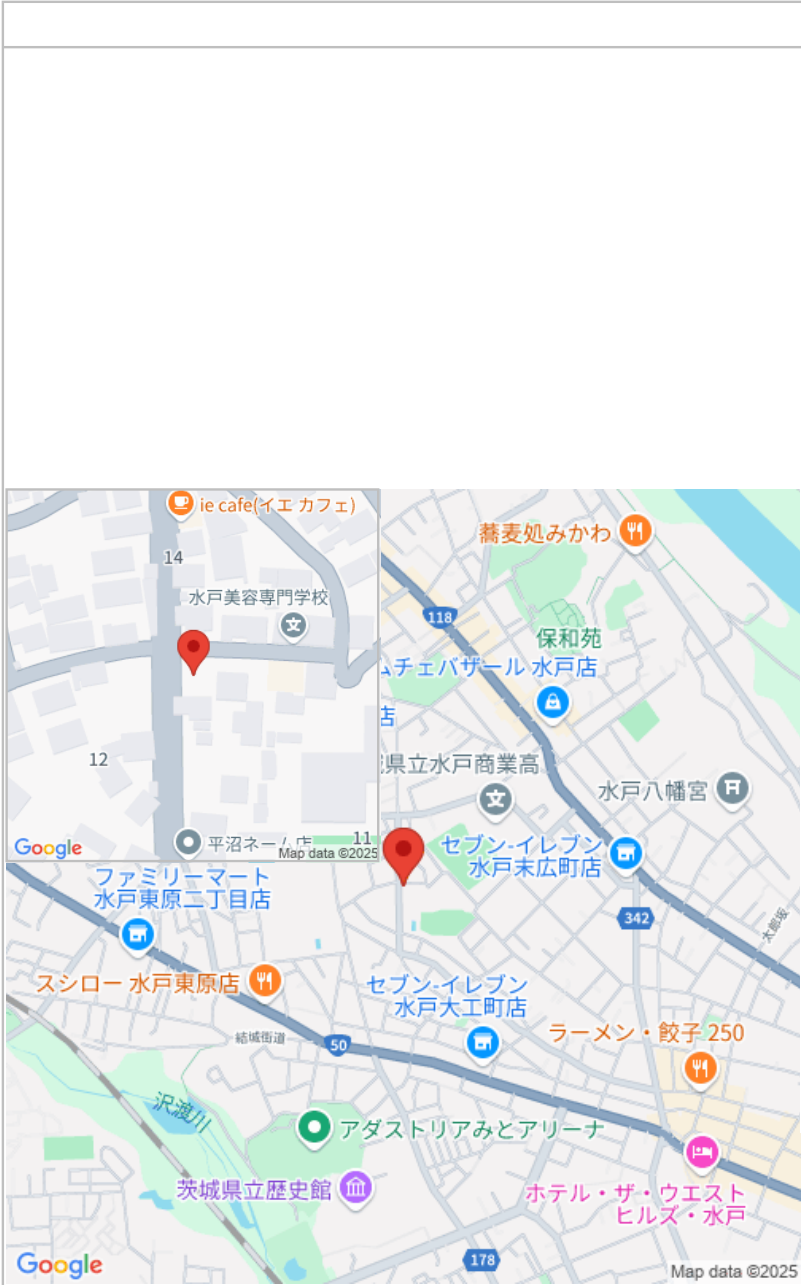 ie cafe(イエ カフェ)
14
水戸美容専門学校
12
平沼ネーム店
11
Google
Map data ©2025
蕎麦処みかわ
118
保和苑
ムチェバザール 水戸店
店
県立水戸商業高
水戸八幡宮
セブン-イレブン
水戸末広町店
ファミリーマート
水戸東原二丁目店
342
太郎坂
スシロー 水戸東原店
セブン-イレブン
水戸大工町店
結城街道
50
ラーメン・餃子 250
沢渡川
アダストリアみとアリーナ
茨城県立歴史館
ホテル・ザ・ウエスト
ヒルズ・水戸
178
Google
Map data ©2025